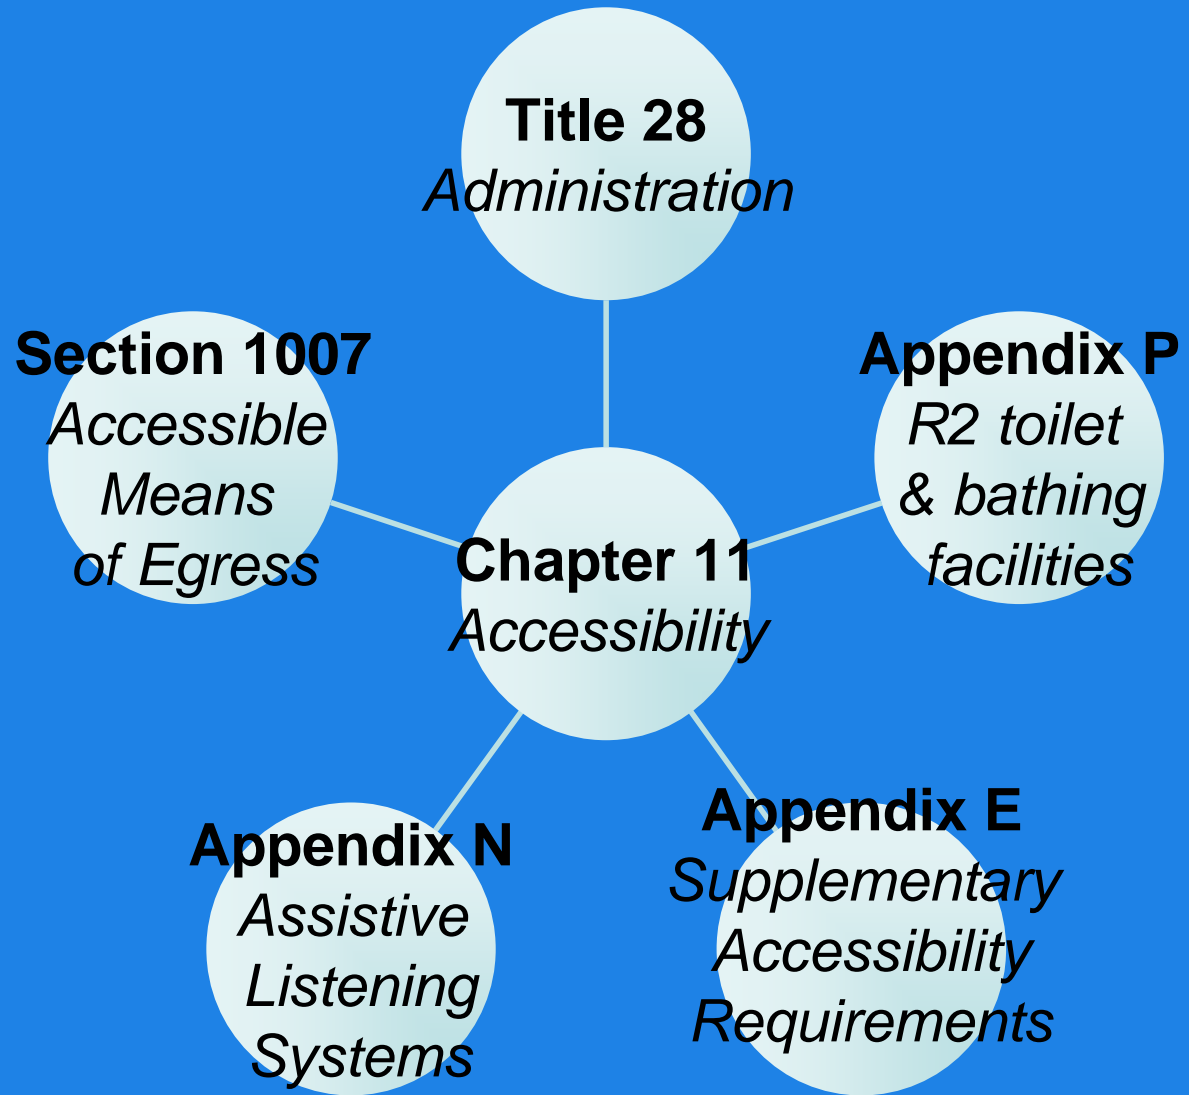 Title 28
Administration
Section 1007
Accessible
Means
of Egress
Appendix P
R2 toilet
& bathing
facilities
Chapter 11
Accessibility
Appendix N
Assistive
Listening
Systems
Appendix E
Supplementary
Accessibility
Requirements